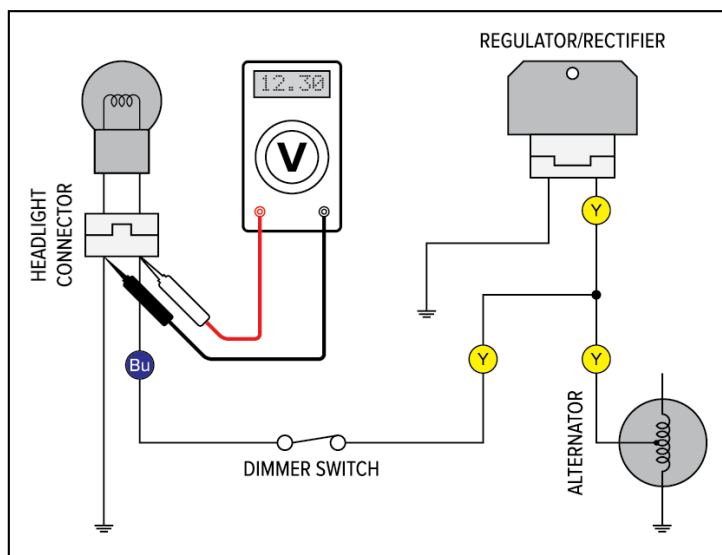 REGULATOR/RECTIFIER
12.30
V
HEADLIGHT
CONNECTOR
Y
Bu
Y
Y
DIMMER SWITCH
ALTERNATOR